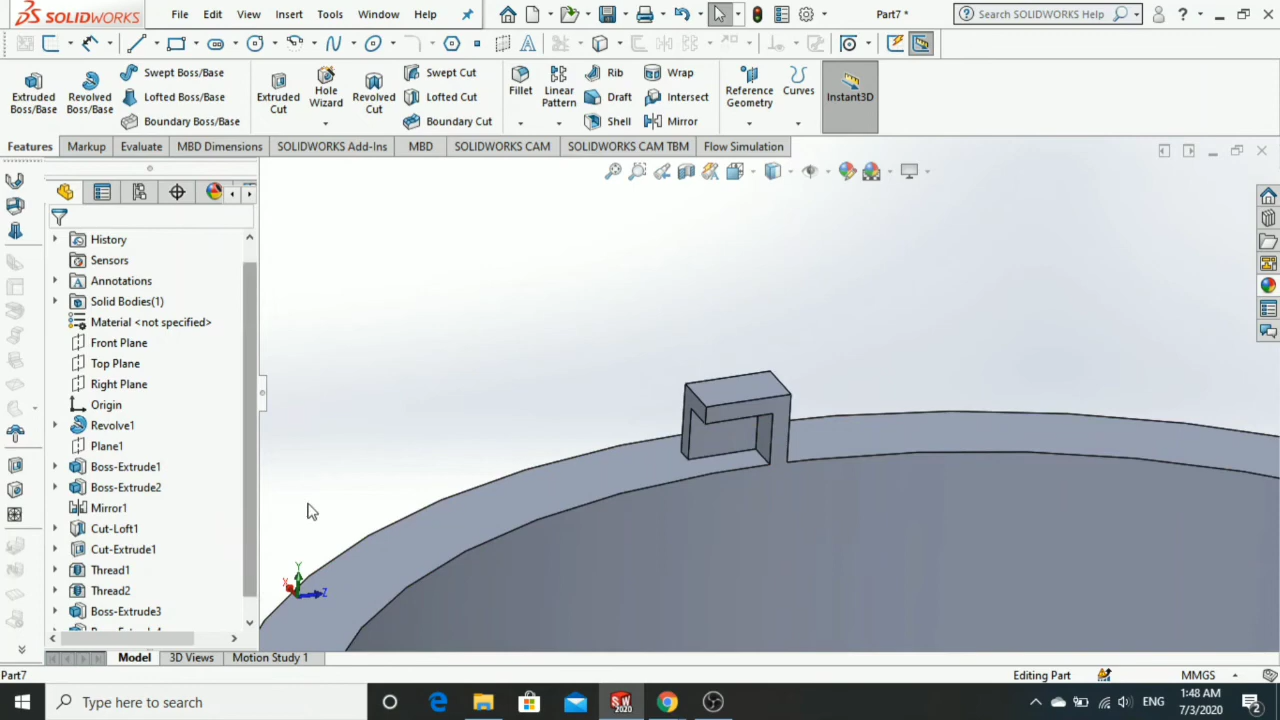 SOLIDWORKS File Edit View Insert Tools Window Help Part7 * Search SOLIDWORKS Help ?
Extruded Boss/Base
Revolved Boss/Base
Swept Boss/Base
Lofted Boss/Base
Boundary Boss/Base
Extruded Cut
Hole Wizard
Revolved Cut
Swept Cut
Lofted Cut
Boundary Cut
Fillet
Linear Pattern
Rib
Draft
Shell
Wrap
Intersect
Mirror
Reference Geometry
Curves
Instant3D
Features Markup Evaluate MBD Dimensions SOLIDWORKS Add-Ins MBD SOLIDWORKS CAM SOLIDWORKS CAM TBM Flow Simulation
History
Sensors
Annotations
Solid Bodies(1)
Material <not specified>
Front Plane
Top Plane
Right Plane
Origin
Revolve1
Plane1
Boss-Extrude1
Boss-Extrude2
Mirror1
Cut-Loft1
Cut-Extrude1
Thread1
Thread2
Boss-Extrude3
Y
X
Z
Model 3D Views Motion Study 1
Part7 Editing Part MMGS
Type here to search SW 2020 ENG 1:48 AM
7/3/2020 2